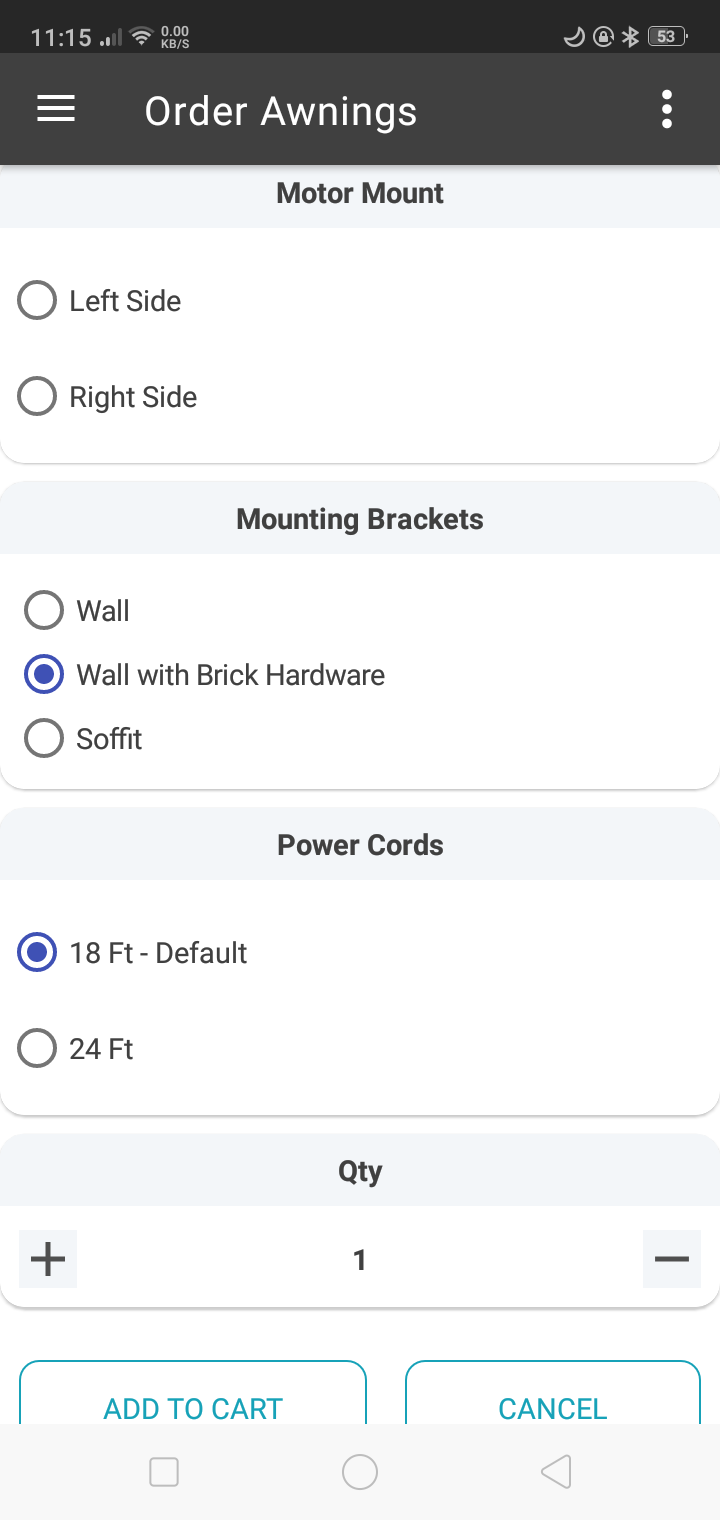 11:15 0.00 KB/S 53
Order Awnings
Motor Mount
Left Side
Right Side
Mounting Brackets
Wall
Wall with Brick Hardware
Soffit
Power Cords
18 Ft - Default
24 Ft
Qty
1
ADD TO CART CANCEL